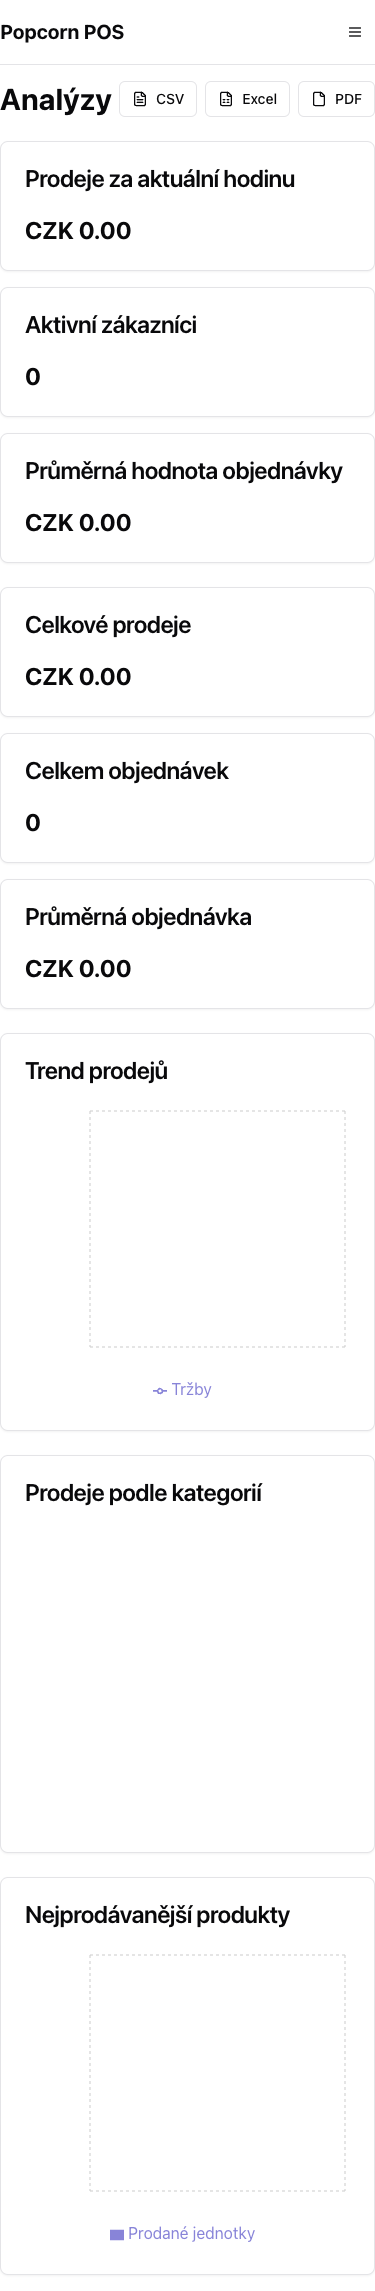 Popcorn POS
Analýzy
CSV
Excel
PDF
Prodeje za aktuální hodinu
CZK 0.00
Aktivní zákazníci
0
Průměrná hodnota objednávky
CZK 0.00
Celkové prodeje
CZK 0.00
Celkem objednávek
0
Průměrná objednávka
CZK 0.00
Trend prodejů
Tržby
Prodeje podle kategorií
Nejprodávanější produkty
Prodané jednotky